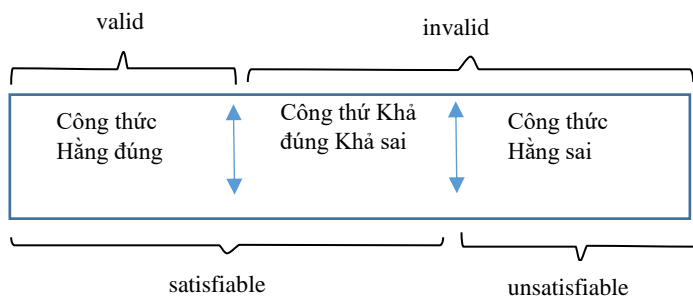 valid
invalid
Công thức
Hằng đúng
Công thứ Khả
đúng Khả sai
Công thức
Hằng sai
satisfiable
unsatisfiable